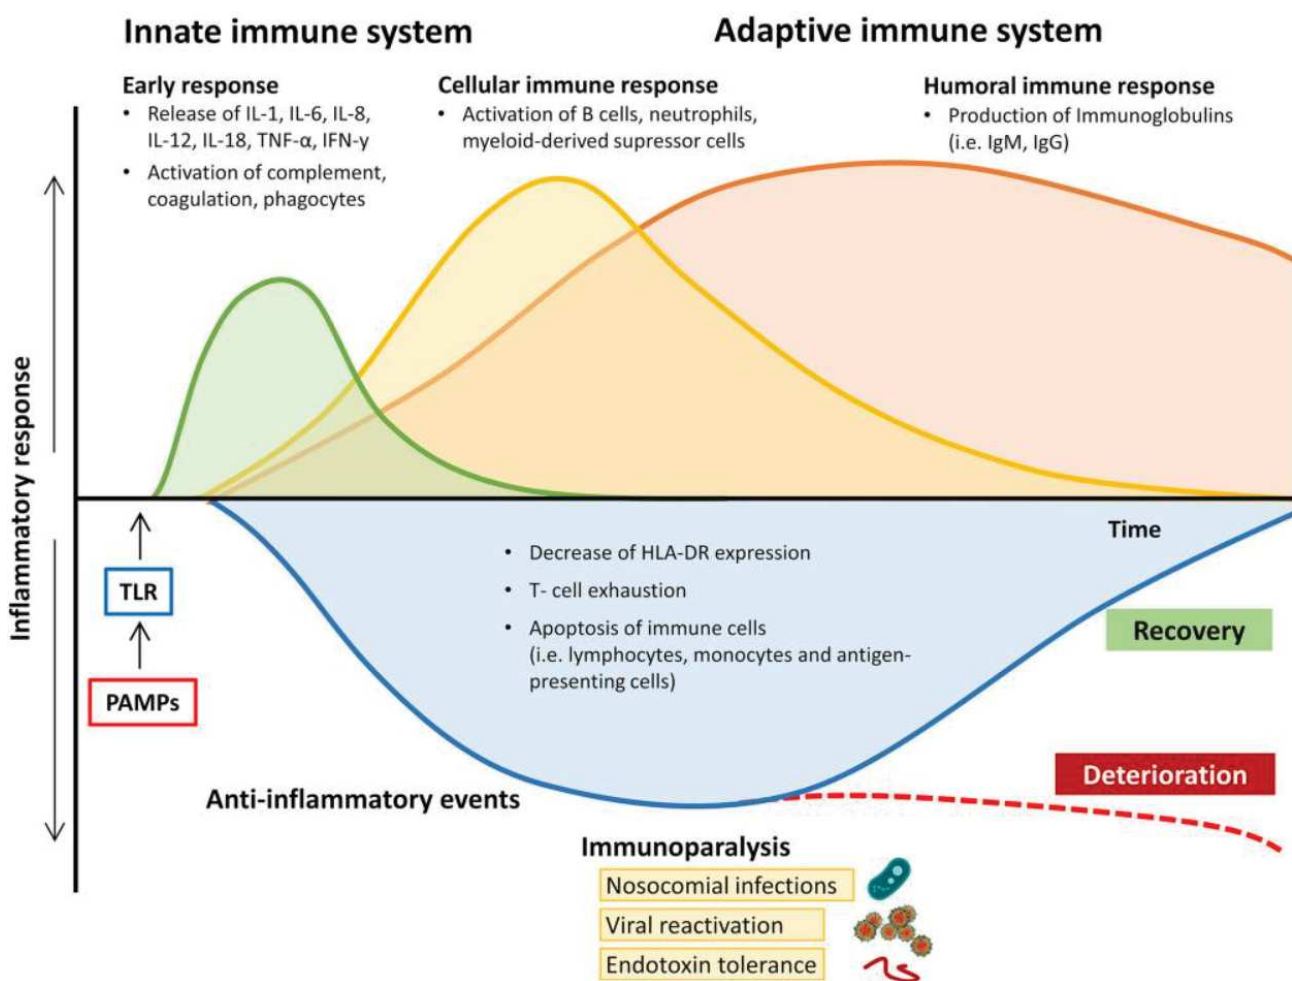 Innate immune system
Adaptive immune system
Early response
• Release of IL-1, IL-6, IL-8,
IL-12, IL-18, TNF-α, IFN-γ
• Activation of complement,
coagulation, phagocytes
Cellular immune response
• Activation of B cells, neutrophils,
myeloid-derived supressor cells
Humoral immune response
• Production of Immunoglobulins
(i.e. IgM, IgG)
Inflammatory response
Time
TLR
PAMPs
• Decrease of HLA-DR expression
• T- cell exhaustion
• Apoptosis of immune cells
(i.e. lymphocytes, monocytes and antigen-
presenting cells)
Recovery
Deterioration
Anti-inflammatory events
Immunoparalysis
Nosocomial infections
Viral reactivation
Endotoxin tolerance